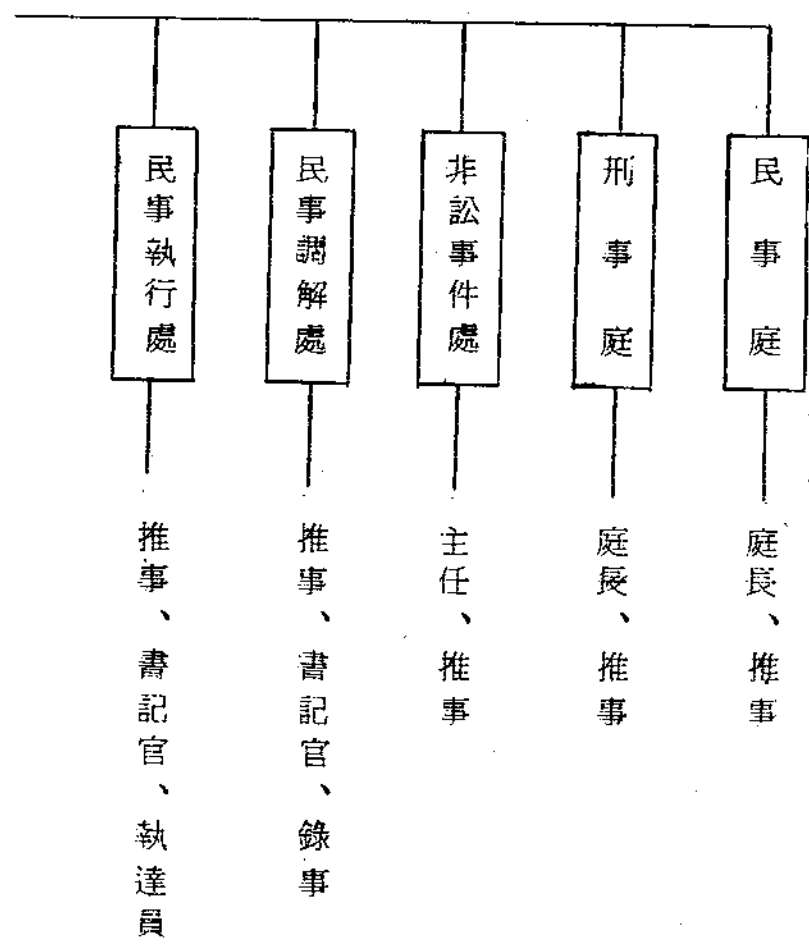 民事庭
庭長、推事
刑事庭
庭長、推事
非訟事件處
主任、推事
民事調解處
推事、書記官、錄事
民事執行處
推事、書記官、執達員